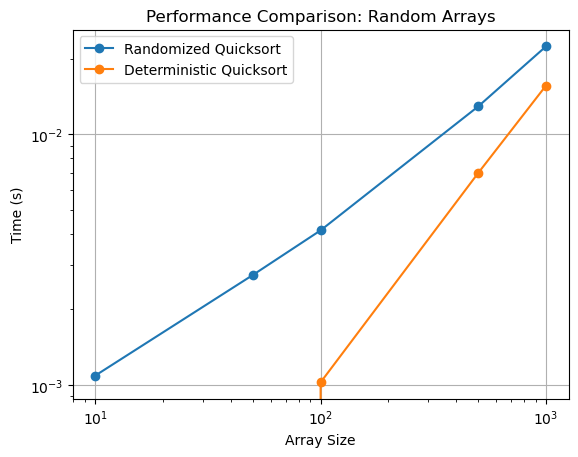 Performance Comparison: Random Arrays
Randomized Quicksort
Deterministic Quicksort
10⁻²
10⁻³
Time (s)
10¹
10²
10³
Array Size